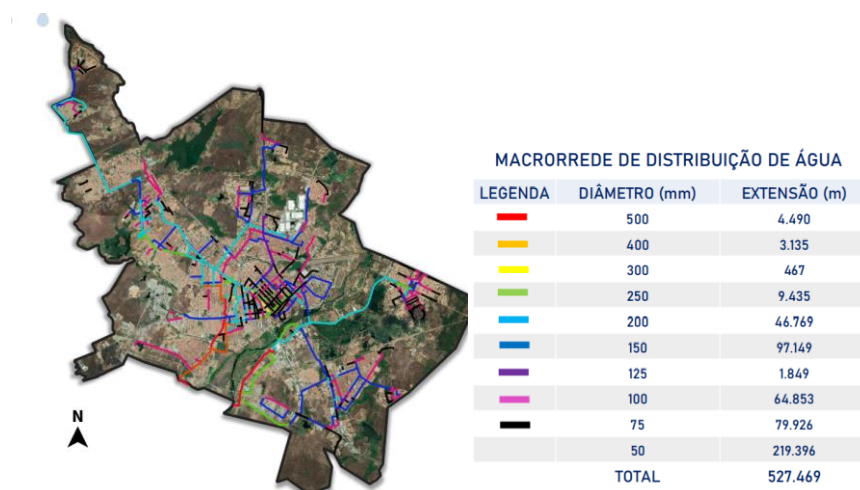 MACRORREDE DE DISTRIBUIÇÃO DE ÁGUA
LEGENDA DIÂMETRO (mm) EXTENSÃO (m)
500 4.490
400 3.135
300 467
250 9.435
200 46.769
150 97.149
125 1.849
100 64.853
75 79.926
50 219.396
TOTAL 527.469
N